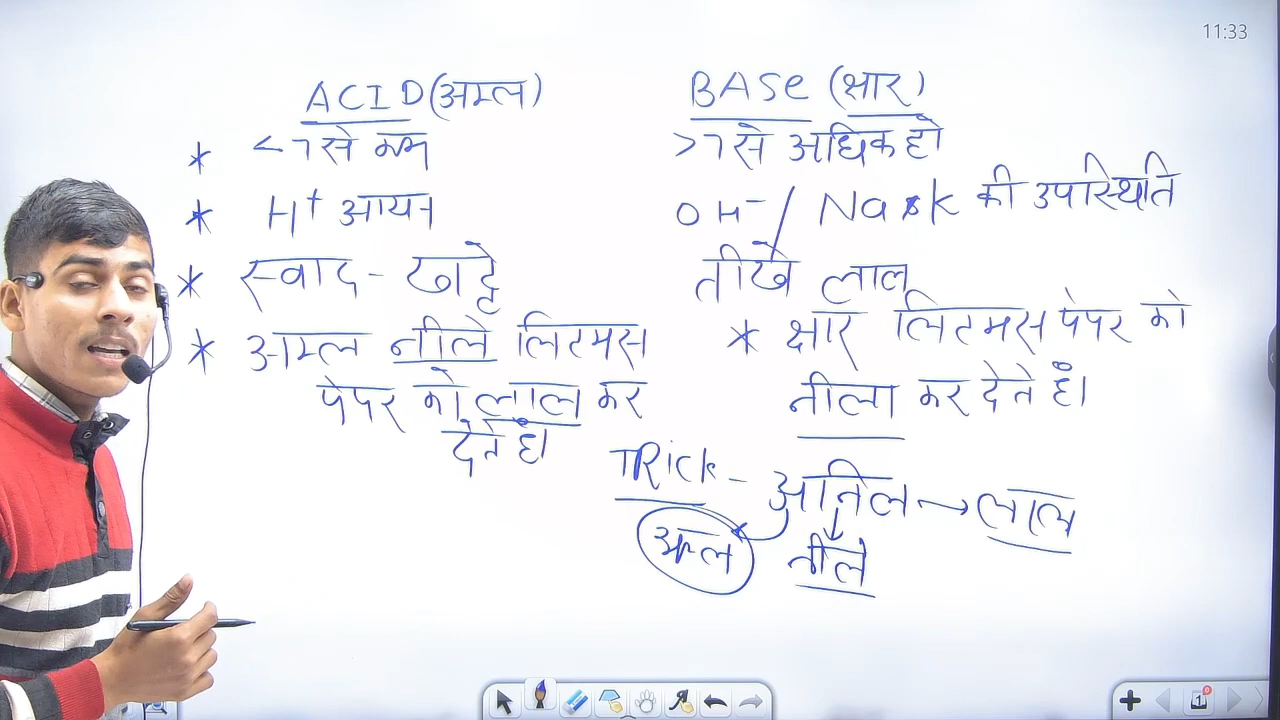 11:33
ACID (अम्ल)
* <7 से कम
* H+ आयन
* स्वाद - खट्टे
* अम्ल नीले लिटमस
पेपर को लाल कर
देते है।
BASe (क्षार)
>7 से अधिक हो
OH- / Na & K की उपस्थिति
तीखे लाल
* क्षार लिटमस पेपर को
नीला कर देते है।
TRick - अनिल → लाल
अम्ल नीले